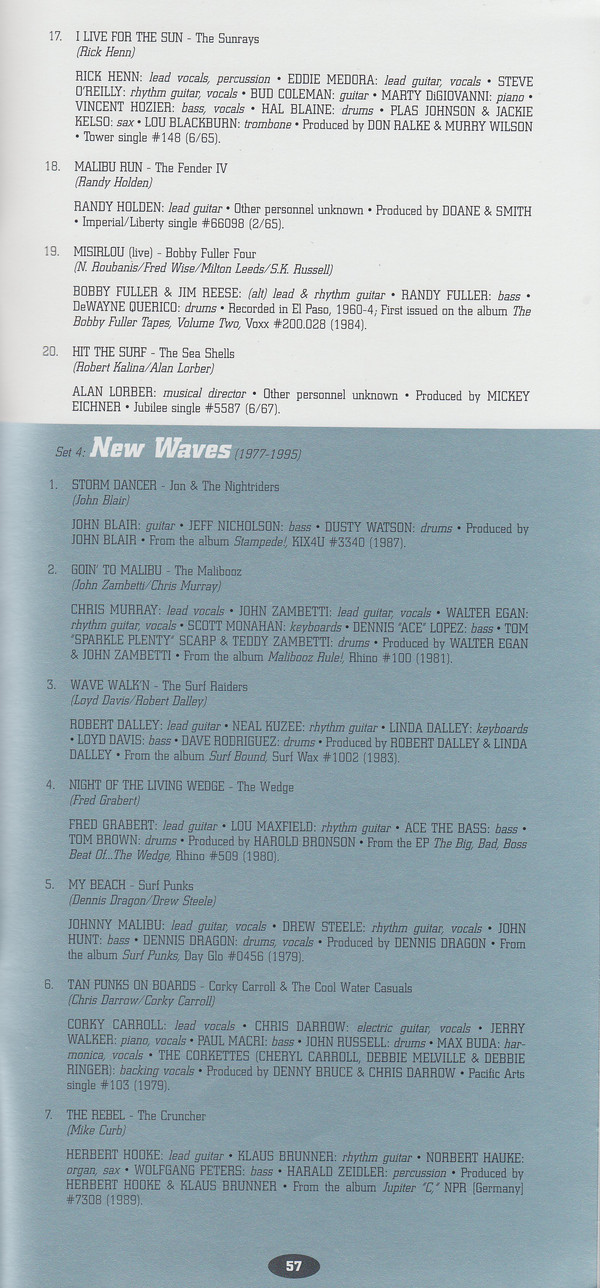 17. I LIVE FOR THE SUN - The Sunrays
(Rick Henn)
RICK HENN: lead vocals, percussion • EDDIE MEDORA: lead guitar, vocals • STEVE
O'REILLY: rhythm guitar, vocals • BUD COLEMAN: guitar • MARTY DiGIOVANNI: piano •
VINCENT HOZIER: bass, vocals • HAL BLAINE: drums • PLAS JOHNSON & JACKIE
KELSO: sax • LOU BLACKBURN: trombone • Produced by DON RALKE & MURRY WILSON
• Tower single #148 (6/65).
18. MALIBU RUN - The Fender IV
(Randy Holden)
RANDY HOLDEN: lead guitar • Other personnel unknown • Produced by DOANE & SMITH
• Imperial/Liberty single #66098 (2/65).
19. MISIRLOU (live) - Bobby Fuller Four
(N. Roubanis/Fred Wise/Milton Leeds/S.K. Russell)
BOBBY FULLER & JIM REESE: (alt) lead & rhythm guitar • RANDY FULLER: bass •
DeWAYNE QUERICO: drums • Recorded in El Paso, 1960-4; First issued on the album The
Bobby Fuller Tapes, Volume Two, Voxx #200.028 (1984).
20. HIT THE SURF - The Sea Shells
(Robert Kalina/Alan Lorber)
ALAN LORBER: musical director • Other personnel unknown • Produced by MICKEY
EICHNER • Jubilee single #5587 (6/67).
Set 4: New Waves (1977-1995)
1. STORM DANCER - Jon & The Nightriders
(John Blair)
JOHN BLAIR: guitar • JEFF NICHOLSON: bass • DUSTY WATSON: drums • Produced by
JOHN BLAIR • From the album Stampede!, KIX4U #3340 (1987).
2. GOIN' TO MALIBU - The Malibooz
(John Zambetti/Chris Murray)
CHRIS MURRAY: lead vocals • JOHN ZAMBETTI: lead guitar, vocals • WALTER EGAN:
rhythm guitar, vocals • SCOTT MONAHAN: keyboards • DENNIS "ACE" LOPEZ: bass • TOM
"SPARKLE PLENTY" SCARP & TEDDY ZAMBETTI: drums • Produced by WALTER EGAN
& JOHN ZAMBETTI • From the album Malibooz Rule!, Rhino #100 (1981).
3. WAVE WALK'N - The Surf Raiders
(Loyd Davis/Robert Dalley)
ROBERT DALLEY: lead guitar • NEAL KUZEE: rhythm guitar • LINDA DALLEY: keyboards
• LOYD DAVIS: bass • DAVE RODRIGUEZ: drums • Produced by ROBERT DALLEY & LINDA
DALLEY • From the album Surf Bound, Surf Wax #1002 (1983).
4. NIGHT OF THE LIVING WEDGE - The Wedge
(Fred Grabert)
FRED GRABERT: lead guitar • LOU MAXFIELD: rhythm guitar • ACE THE BASS: bass •
TOM BROWN: drums • Produced by HAROLD BRONSON • From the EP The Big, Bad, Boss
Beat Of...The Wedge, Rhino #509 (1980).
5. MY BEACH - Surf Punks
(Dennis Dragon/Drew Steele)
JOHNNY MALIBU: lead guitar, vocals • DREW STEELE: rhythm guitar, vocals • JOHN
HUNT: bass • DENNIS DRAGON: drums, vocals • Produced by DENNIS DRAGON • From
the album Surf Punks, Day Glo #0456 (1979).
6. TAN PUNKS ON BOARDS - Corky Carroll & The Cool Water Casuals
(Chris Darrow/Corky Carroll)
CORKY CARROLL: lead vocals • CHRIS DARROW: electric guitar, vocals • JERRY
WALKER: piano, vocals • PAUL MACRI: bass • JOHN RUSSELL: drums • MAX BUDA: har-
monica, vocals • THE CORKETTES (CHERYL CARROLL, DEBBIE MELVILLE & DEBBIE
RINGER): backing vocals • Produced by DENNY BRUCE & CHRIS DARROW • Pacific Arts
single #103 (1979).
7. THE REBEL - The Cruncher
(Mike Curb)
HERBERT HOOKE: lead guitar • KLAUS BRUNNER: rhythm guitar • NORBERT HAUKE:
organ, sax • WOLFGANG PETERS: bass • HARALD ZEIDLER: percussion • Produced by
HERBERT HOOKE & KLAUS BRUNNER • From the album Jupiter "C," NPR [Germany]
#7308 (1989).
57